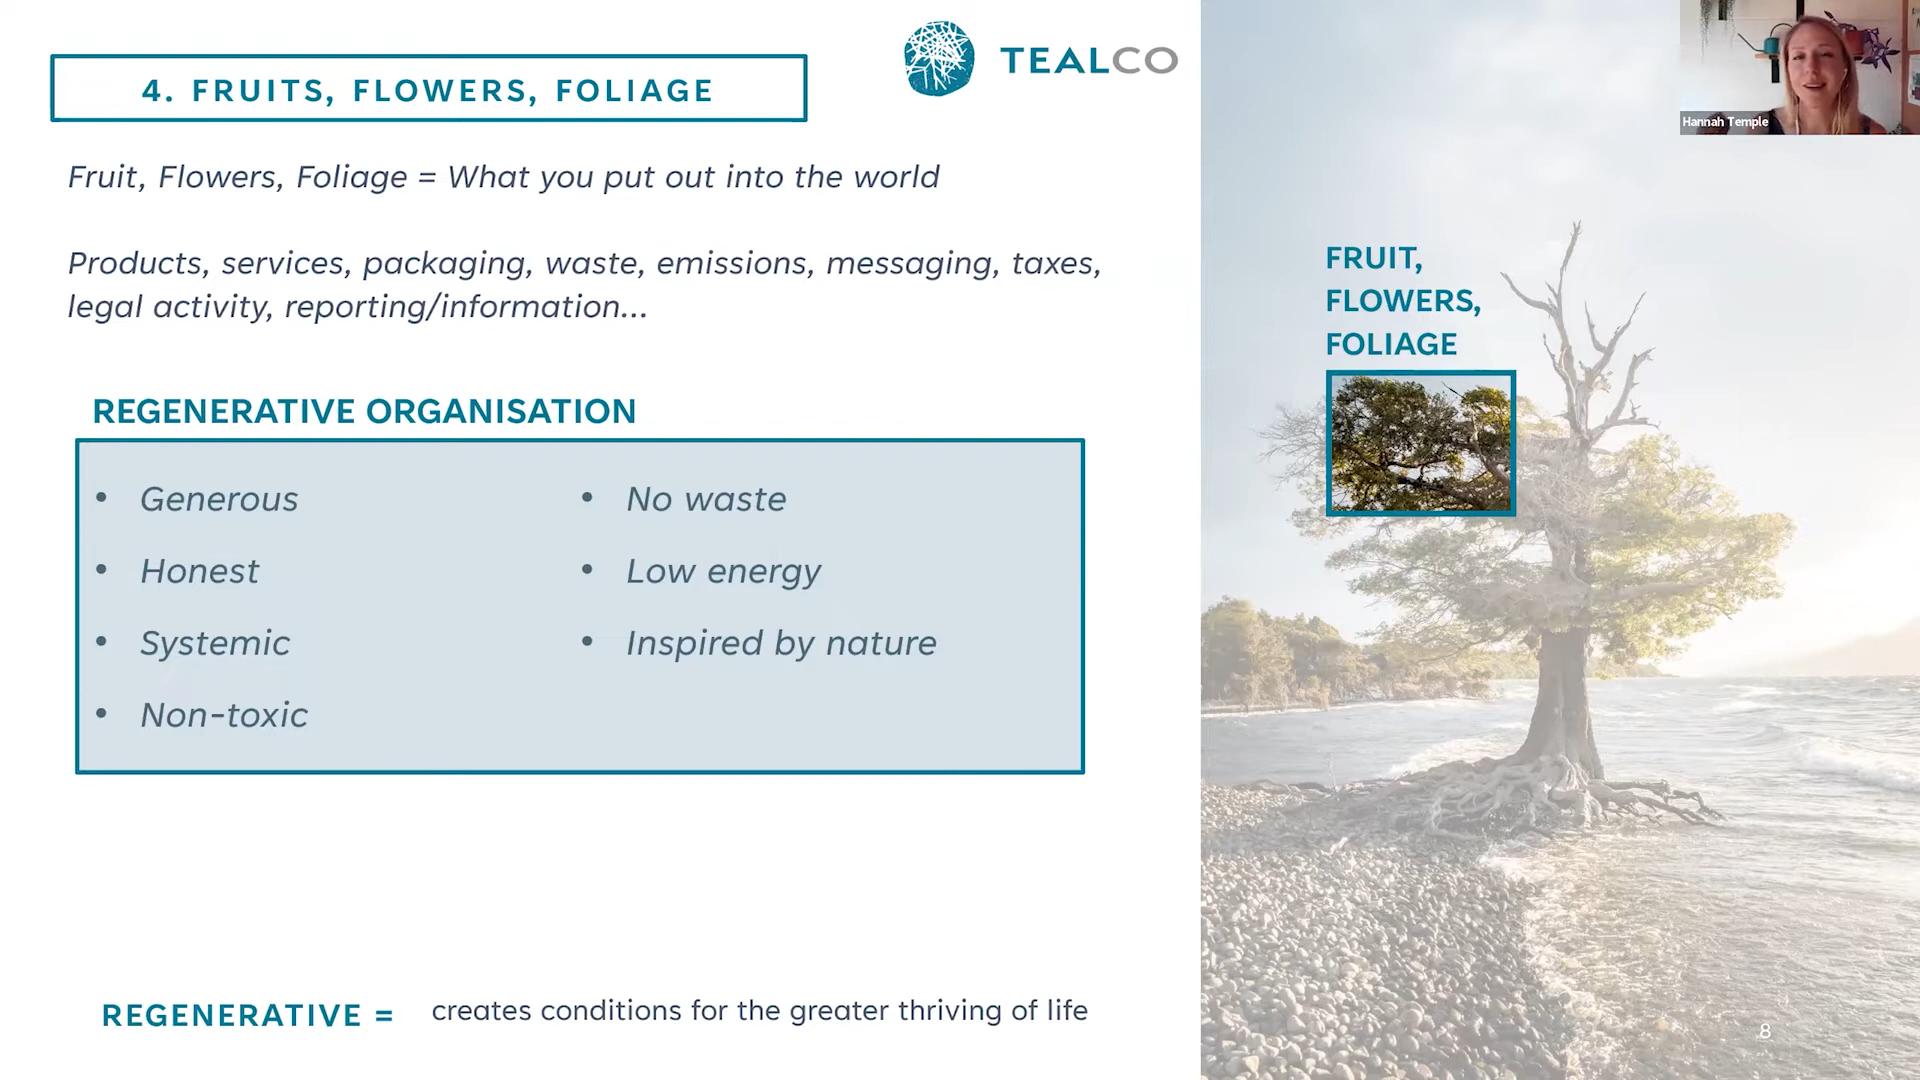 4. FRUITS, FLOWERS, FOLIAGE
TEALCO
Hannah Temple
Fruit, Flowers, Foliage = What you put out into the world
Products, services, packaging, waste, emissions, messaging, taxes,
legal activity, reporting/information...
REGENERATIVE ORGANISATION
• Generous
• Honest
• Systemic
• Non-toxic
• No waste
• Low energy
• Inspired by nature
REGENERATIVE = creates conditions for the greater thriving of life
FRUIT,
FLOWERS,
FOLIAGE
8